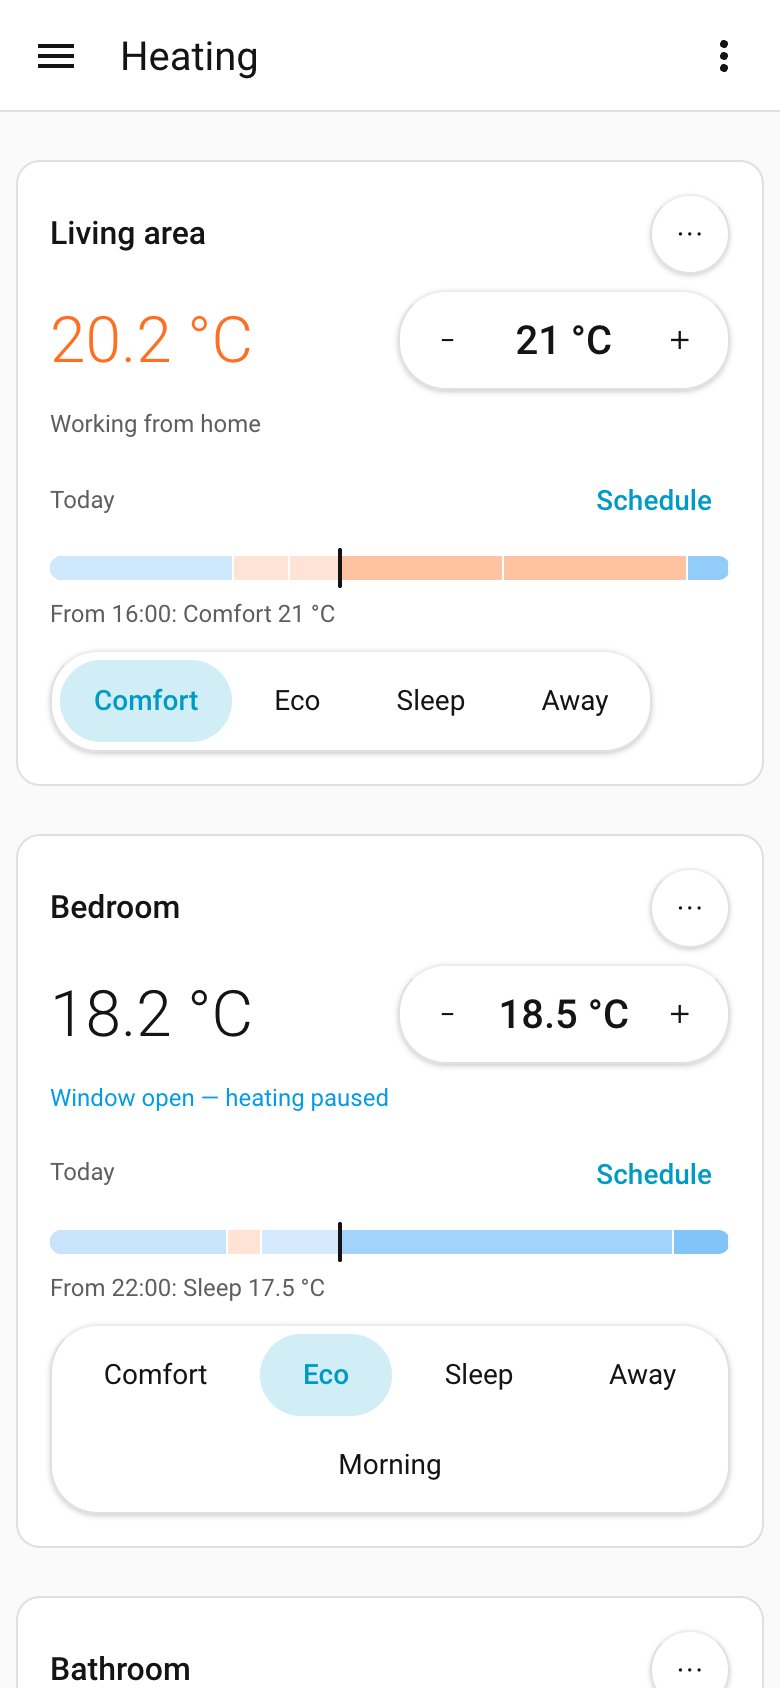 Heating
Living area
...
20.2 °C
- 21 °C +
Working from home
Today
Schedule
From 16:00: Comfort 21 °C
Comfort Eco Sleep Away
Bedroom
...
18.2 °C
- 18.5 °C +
Window open — heating paused
Today
Schedule
From 22:00: Sleep 17.5 °C
Comfort Eco Sleep Away
Morning
Bathroom
...